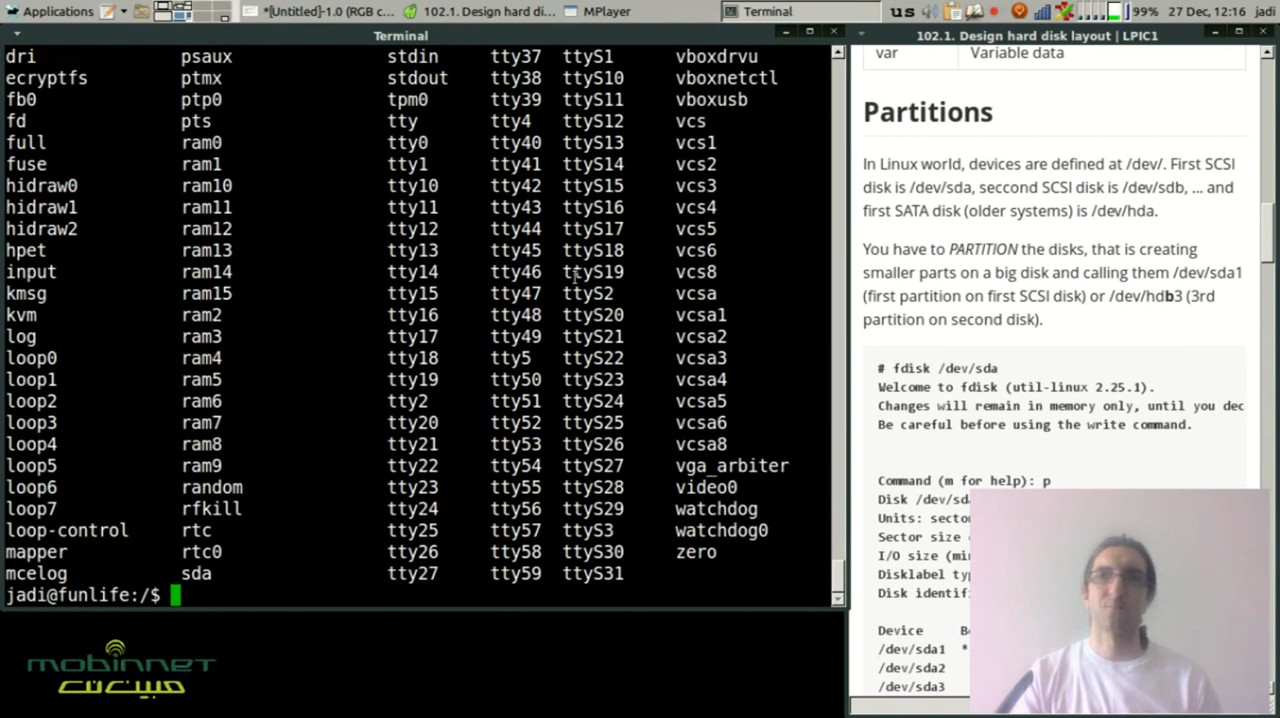 Applications
*[Untitled]-1.0 (RGB c...
102.1. Design hard di...
MPlayer
Terminal
us
99%
27 Dec, 12:16
jadi
Terminal
dri psaux stdin tty37 ttyS1 vboxdrvu
ecryptfs ptmx stdout tty38 ttyS10 vboxnetctl
fb0 ptp0 tpm0 tty39 ttyS11 vboxusb
fd pts tty tty4 ttyS12 vcs
full ram0 tty0 tty40 ttyS13 vcs1
fuse ram1 tty1 tty41 ttyS14 vcs2
hidraw0 ram10 tty10 tty42 ttyS15 vcs3
hidraw1 ram11 tty11 tty43 ttyS16 vcs4
hidraw2 ram12 tty12 tty44 ttyS17 vcs5
hpet ram13 tty13 tty45 ttyS18 vcs6
input ram14 tty14 tty46 ttyS19 vcs8
kmsg ram15 tty15 tty47 ttyS2 vcsa
kvm ram2 tty16 tty48 ttyS20 vcsa1
log ram3 tty17 tty49 ttyS21 vcsa2
loop0 ram4 tty18 tty5 ttyS22 vcsa3
loop1 ram5 tty19 tty50 ttyS23 vcsa4
loop2 ram6 tty2 tty51 ttyS24 vcsa5
loop3 ram7 tty20 tty52 ttyS25 vcsa6
loop4 ram8 tty21 tty53 ttyS26 vcsa8
loop5 ram9 tty22 tty54 ttyS27 vga_arbiter
loop6 random tty23 tty55 ttyS28 video0
loop7 rfkill tty24 tty56 ttyS29 watchdog
loop-control rtc tty25 tty57 ttyS3 watchdog0
mapper rtc0 tty26 tty58 ttyS30 zero
mcelog sda tty27 tty59 ttyS31
jadi@funlife:/$
mobinnet
مبین نت
102.1. Design hard disk layout | LPIC1
var Variable data
Partitions
In Linux world, devices are defined at /dev/. First SCSI
disk is /dev/sda, seccond SCSI disk is /dev/sdb, ... and
first SATA disk (older systems) is /dev/hda.
You have to PARTITION the disks, that is creating
smaller parts on a big disk and calling them /dev/sda1
(first partition on first SCSI disk) or /dev/hdb3 (3rd
partition on second disk).
# fdisk /dev/sda
Welcome to fdisk (util-linux 2.25.1).
Changes will remain in memory only, until you dec
Be careful before using the write command.
Command (m for help): p
Disk /dev/sd
Units: secto
Sector size
I/O size (mi
Disklabel ty
Disk identif
Device B
/dev/sda1 *
/dev/sda2
/dev/sda3